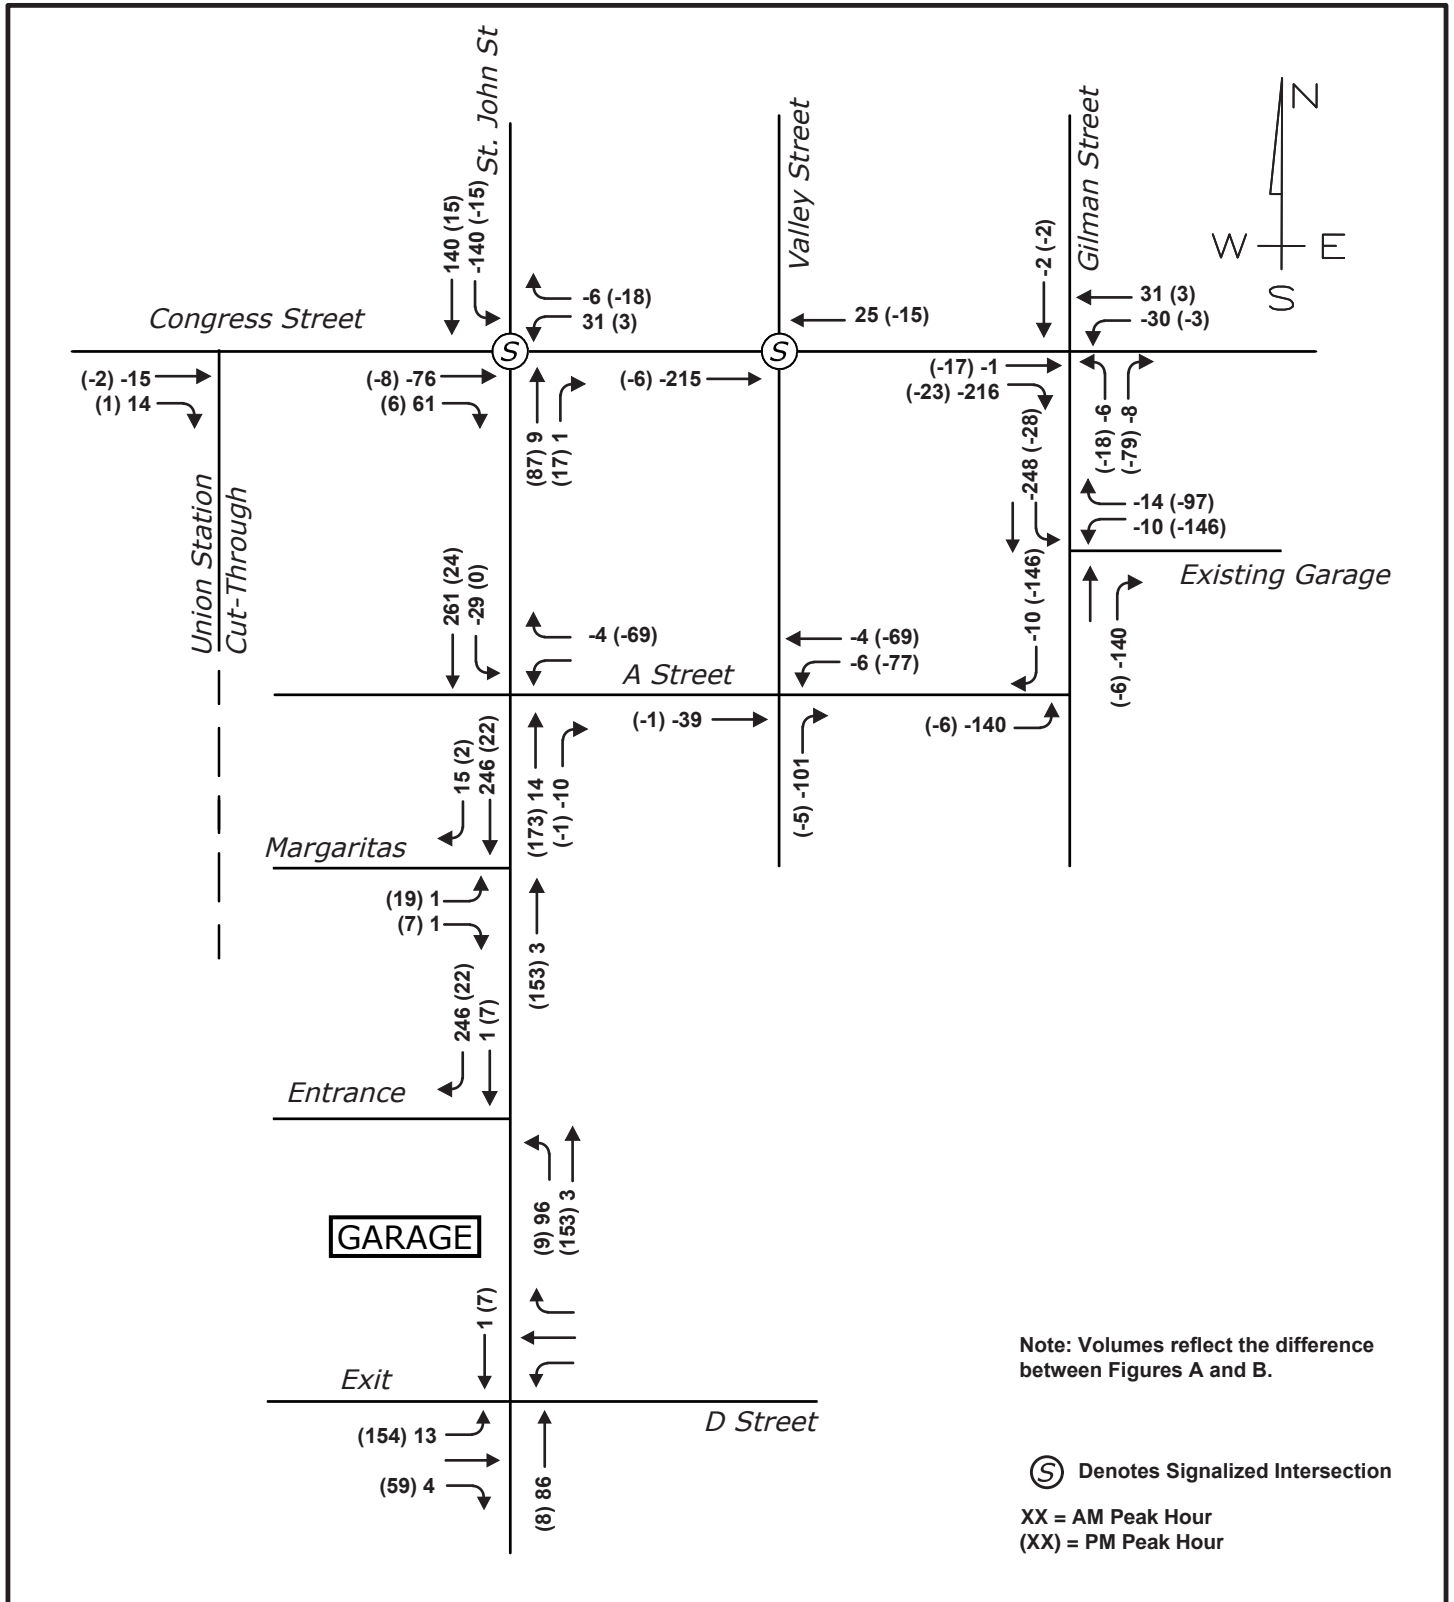 St. John St
Valley Street
Gilman Street
N
W E
S
140 (15)
-140 (-15)
-2 (-2)
-6 (-18)
31 (3)
25 (-15)
31 (3)
-30 (-3)
Congress Street
S
S
(-2) -15
(1) 14
(-8) -76
(6) 61
(-6) -215
(-17) -1
(-23) -216
(87) 9
(17) 1
(-18) -6
(-79) -8
-248 (-28)
-14 (-97)
-10 (-146)
Existing Garage
Union Station
Cut-Through
261 (24)
-29 (0)
-4 (-69)
-4 (-69)
-6 (-77)
-10 (-146)
(-6) -140
A Street
(-1) -39
(-6) -140
15 (2)
246 (22)
(173) 14
(-1) -10
(-5) -101
Margaritas
(19) 1
(7) 1
(153) 3
246 (22)
1 (7)
Entrance
(9) 96
(153) 3
GARAGE
1 (7)
Exit
D Street
(154) 13
(59) 4
(8) 86
Note: Volumes reflect the difference
between Figures A and B.
S Denotes Signalized Intersection
XX = AM Peak Hour
(XX) = PM Peak Hour